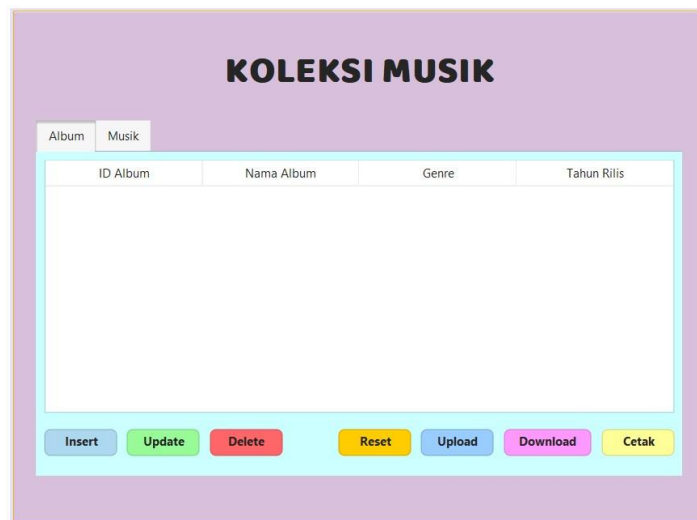 KOLEKSI MUSIK
Album Musik
ID Album Nama Album Genre Tahun Rilis
Insert Update Delete Reset Upload Download Cetak